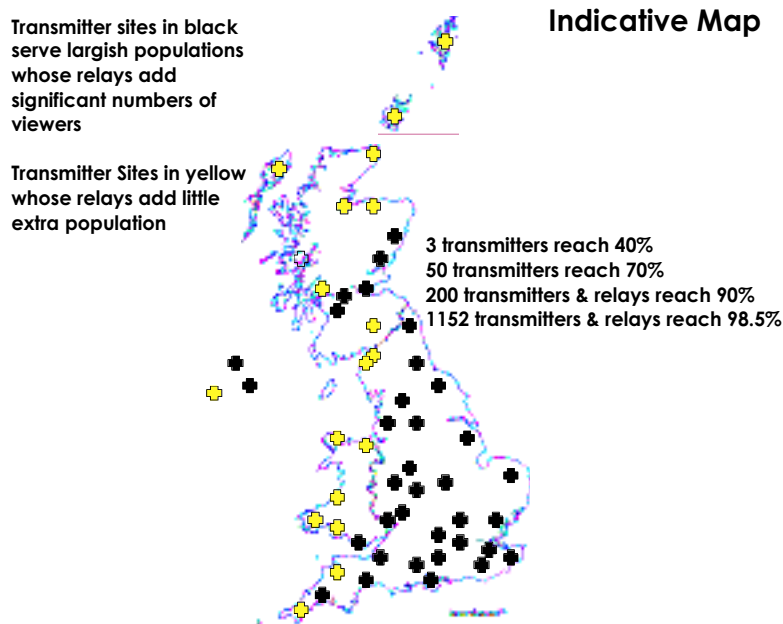 Indicative Map
Transmitter sites in black
serve largish populations
whose relays add
significant numbers of
viewers
Transmitter Sites in yellow
whose relays add little
extra population
3 transmitters reach 40%
50 transmitters reach 70%
200 transmitters & relays reach 90%
1152 transmitters & relays reach 98.5%